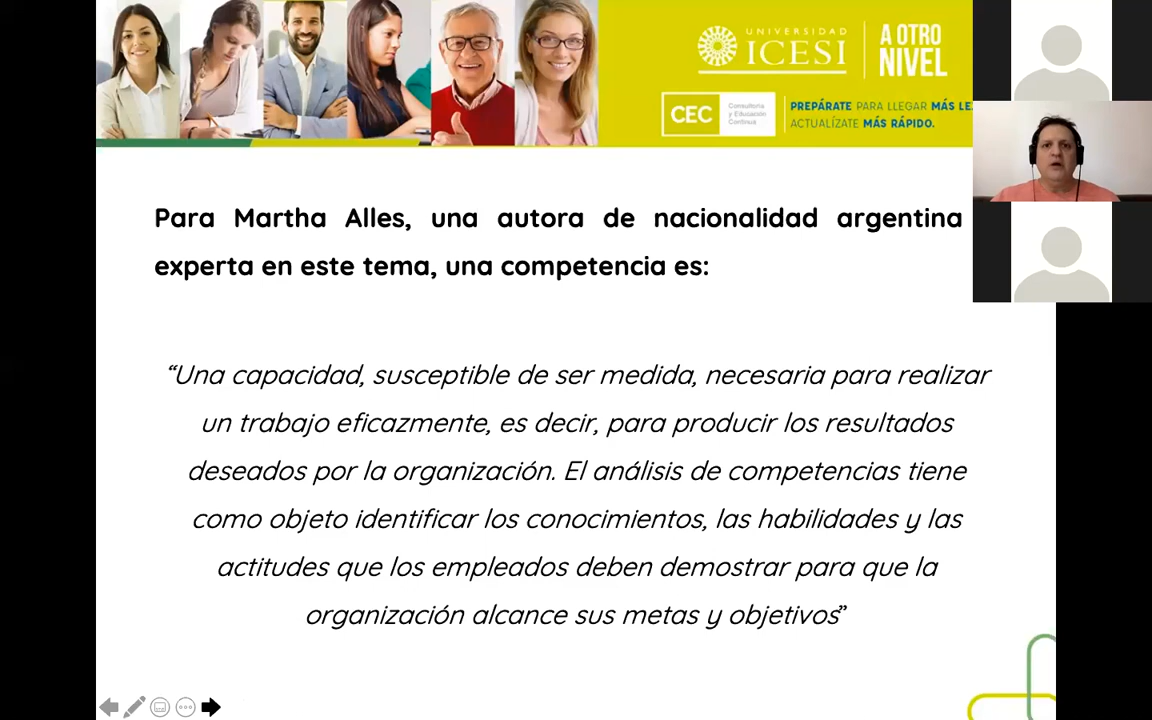 UNIVERSIDAD
ICESI
A OTRO
NIVEL
CEC
Consultoría
y Educación
Continua
PREPÁRATE PARA LLEGAR MÁS
ACTUALÍZATE MÁS RÁPIDO.
Para Martha Alles, una autora de nacionalidad argentina
experta en este tema, una competencia es:
“Una capacidad, susceptible de ser medida, necesaria para realizar
un trabajo eficazmente, es decir, para producir los resultados
deseados por la organización. El análisis de competencias tiene
como objeto identificar los conocimientos, las habilidades y las
actitudes que los empleados deben demostrar para que la
organización alcance sus metas y objetivos”